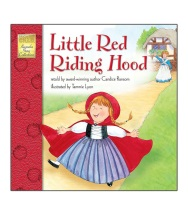 Little Red
Riding Hood
retold by award-winning author Candice Ransom
illustrated by Tammie Lyon